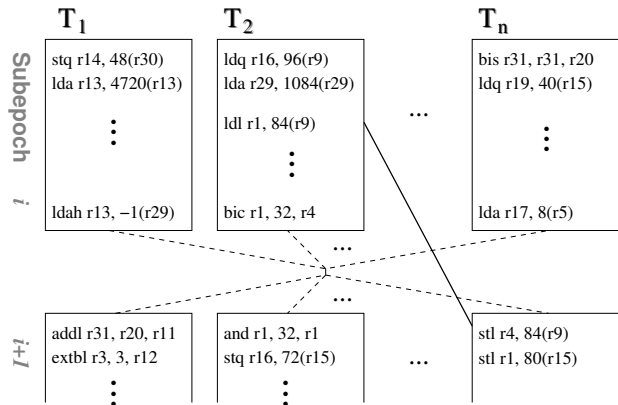 T1 T2 Tn
Subepoch i
stq r14, 48(r30)
lda r13, 4720(r13)
⋮
ldah r13, −1(r29)
ldq r16, 96(r9)
lda r29, 1084(r29)
ldl r1, 84(r9)
⋮
bic r1, 32, r4
...
bis r31, r31, r20
ldq r19, 40(r15)
⋮
lda r17, 8(r5)
...
...
i+1
addl r31, r20, r11
extbl r3, 3, r12
⋮
and r1, 32, r1
stq r16, 72(r15)
⋮
...
stl r4, 84(r9)
stl r1, 80(r15)
⋮